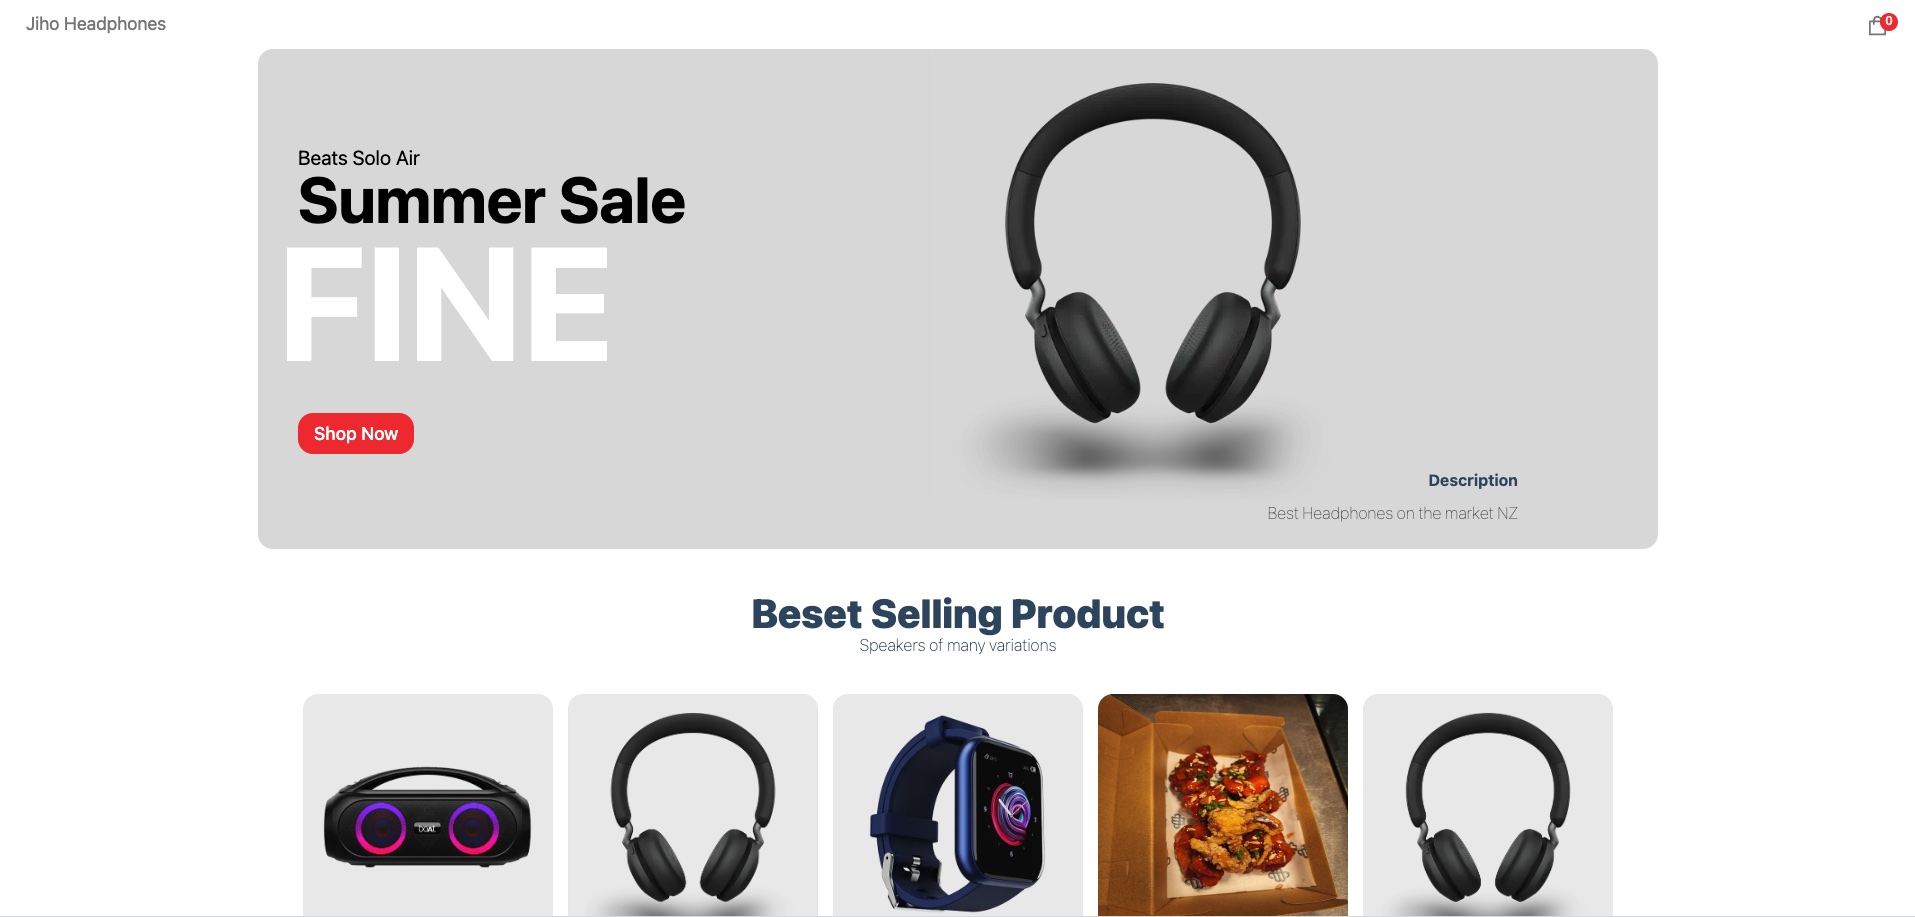 Jiho Headphones
0
Beats Solo Air
Summer Sale
FINE
Shop Now
Description
Best Headphones on the market NZ
Beset Selling Product
Speakers of many variations